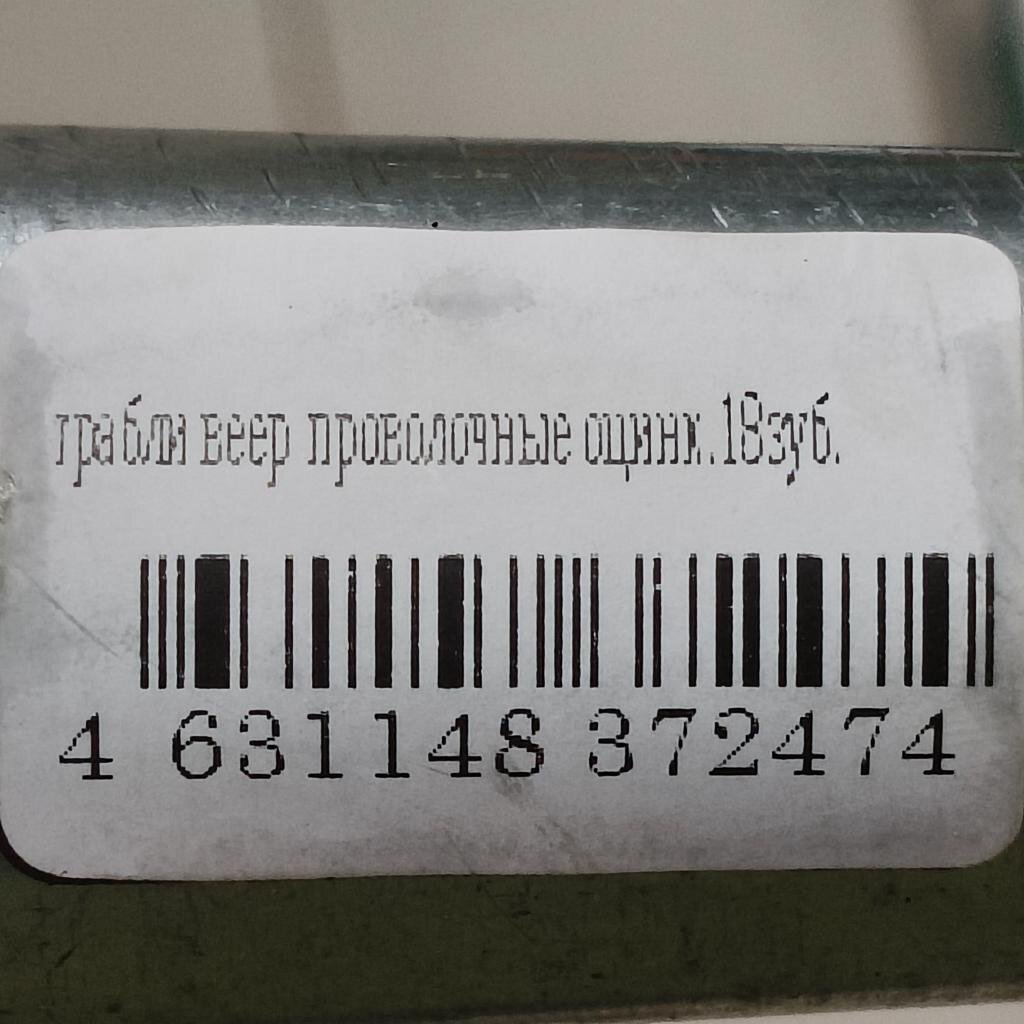 грабли веер проволочные оцинк.18зуб.
4 631148 372474